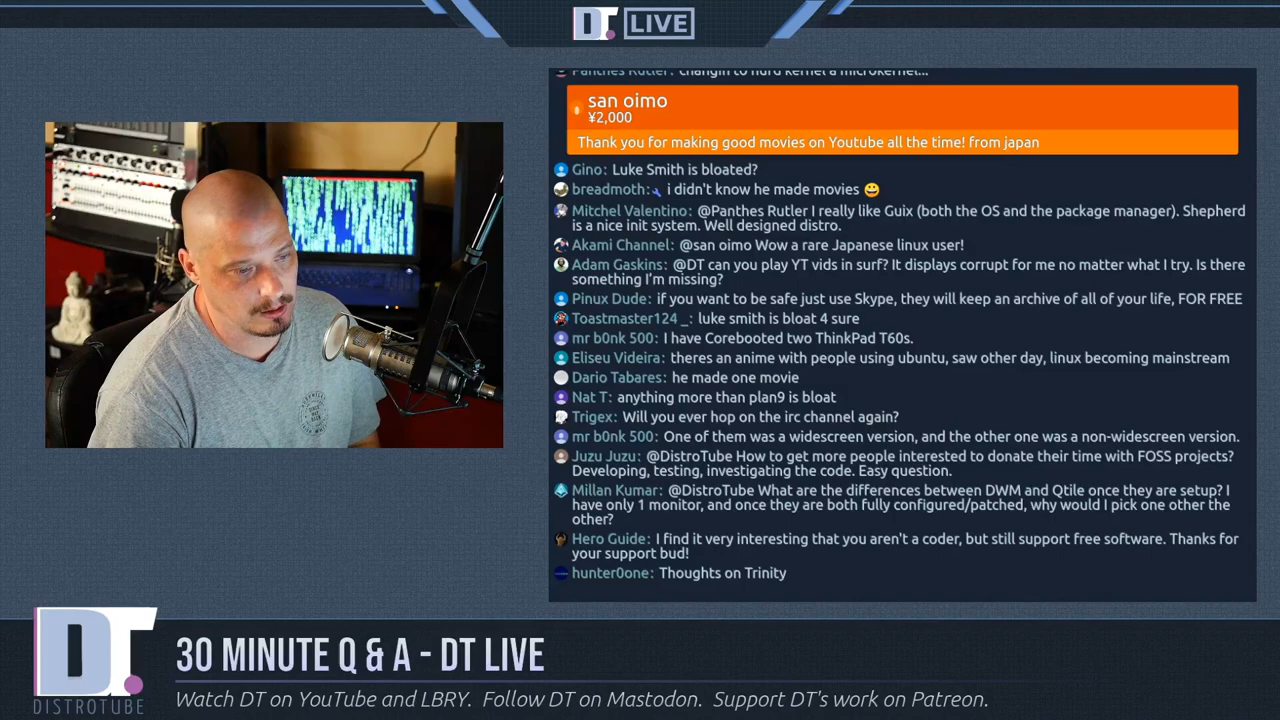 DT. LIVE
Panthes Rutler: changin to hurd kernel a microkernel...
san oimo
¥2,000
Thank you for making good movies on Youtube all the time! from japan
Gino: Luke Smith is bloated?
breadmoth: i didn't know he made movies 😀
Mitchel Valentino: @Panthes Rutler I really like Guix (both the OS and the package manager). Shepherd
is a nice init system. Well designed distro.
Akami Channel: @san oimo Wow a rare Japanese linux user!
Adam Gaskins: @DT can you play YT vids in surf? It displays corrupt for me no matter what I try. Is there
something I'm missing?
Pinux Dude: if you want to be safe just use Skype, they will keep an archive of all of your life, FOR FREE
Toastmaster124 _: luke smith is bloat 4 sure
mr b0nk 500: I have Corebooted two ThinkPad T60s.
Eliseu Videira: theres an anime with people using ubuntu, saw other day, linux becoming mainstream
Dario Tabares: he made one movie
Nat T: anything more than plan9 is bloat
Trigex: Will you ever hop on the irc channel again?
mr b0nk 500: One of them was a widescreen version, and the other one was a non-widescreen version.
Juzu Juzu: @DistroTube How to get more people interested to donate their time with FOSS projects?
Developing, testing, investigating the code. Easy question.
Millan Kumar: @DistroTube What are the differences between DWM and Qtile once they are setup? I
have only 1 monitor, and once they are both fully configured/patched, why would I pick one other the
other?
Hero Guide: I find it very interesting that you aren't a coder, but still support free software. Thanks for
your support bud!
hunter0one: Thoughts on Trinity
DT.
DISTROTUBE
30 MINUTE Q & A - DT LIVE
Watch DT on YouTube and LBRY. Follow DT on Mastodon. Support DT's work on Patreon.